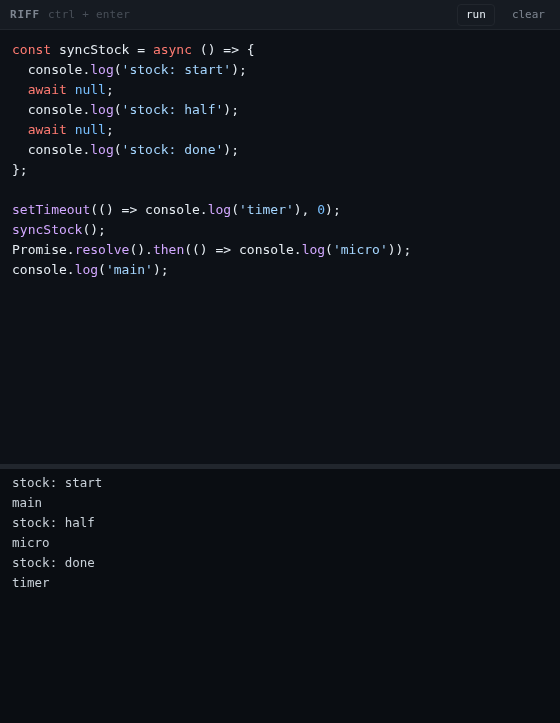 RIFF ctrl + enter run clear
const syncStock = async () => {
  console.log('stock: start');
  await null;
  console.log('stock: half');
  await null;
  console.log('stock: done');
};

setTimeout(() => console.log('timer'), 0);
syncStock();
Promise.resolve().then(() => console.log('micro'));
console.log('main');
stock: start
main
stock: half
micro
stock: done
timer